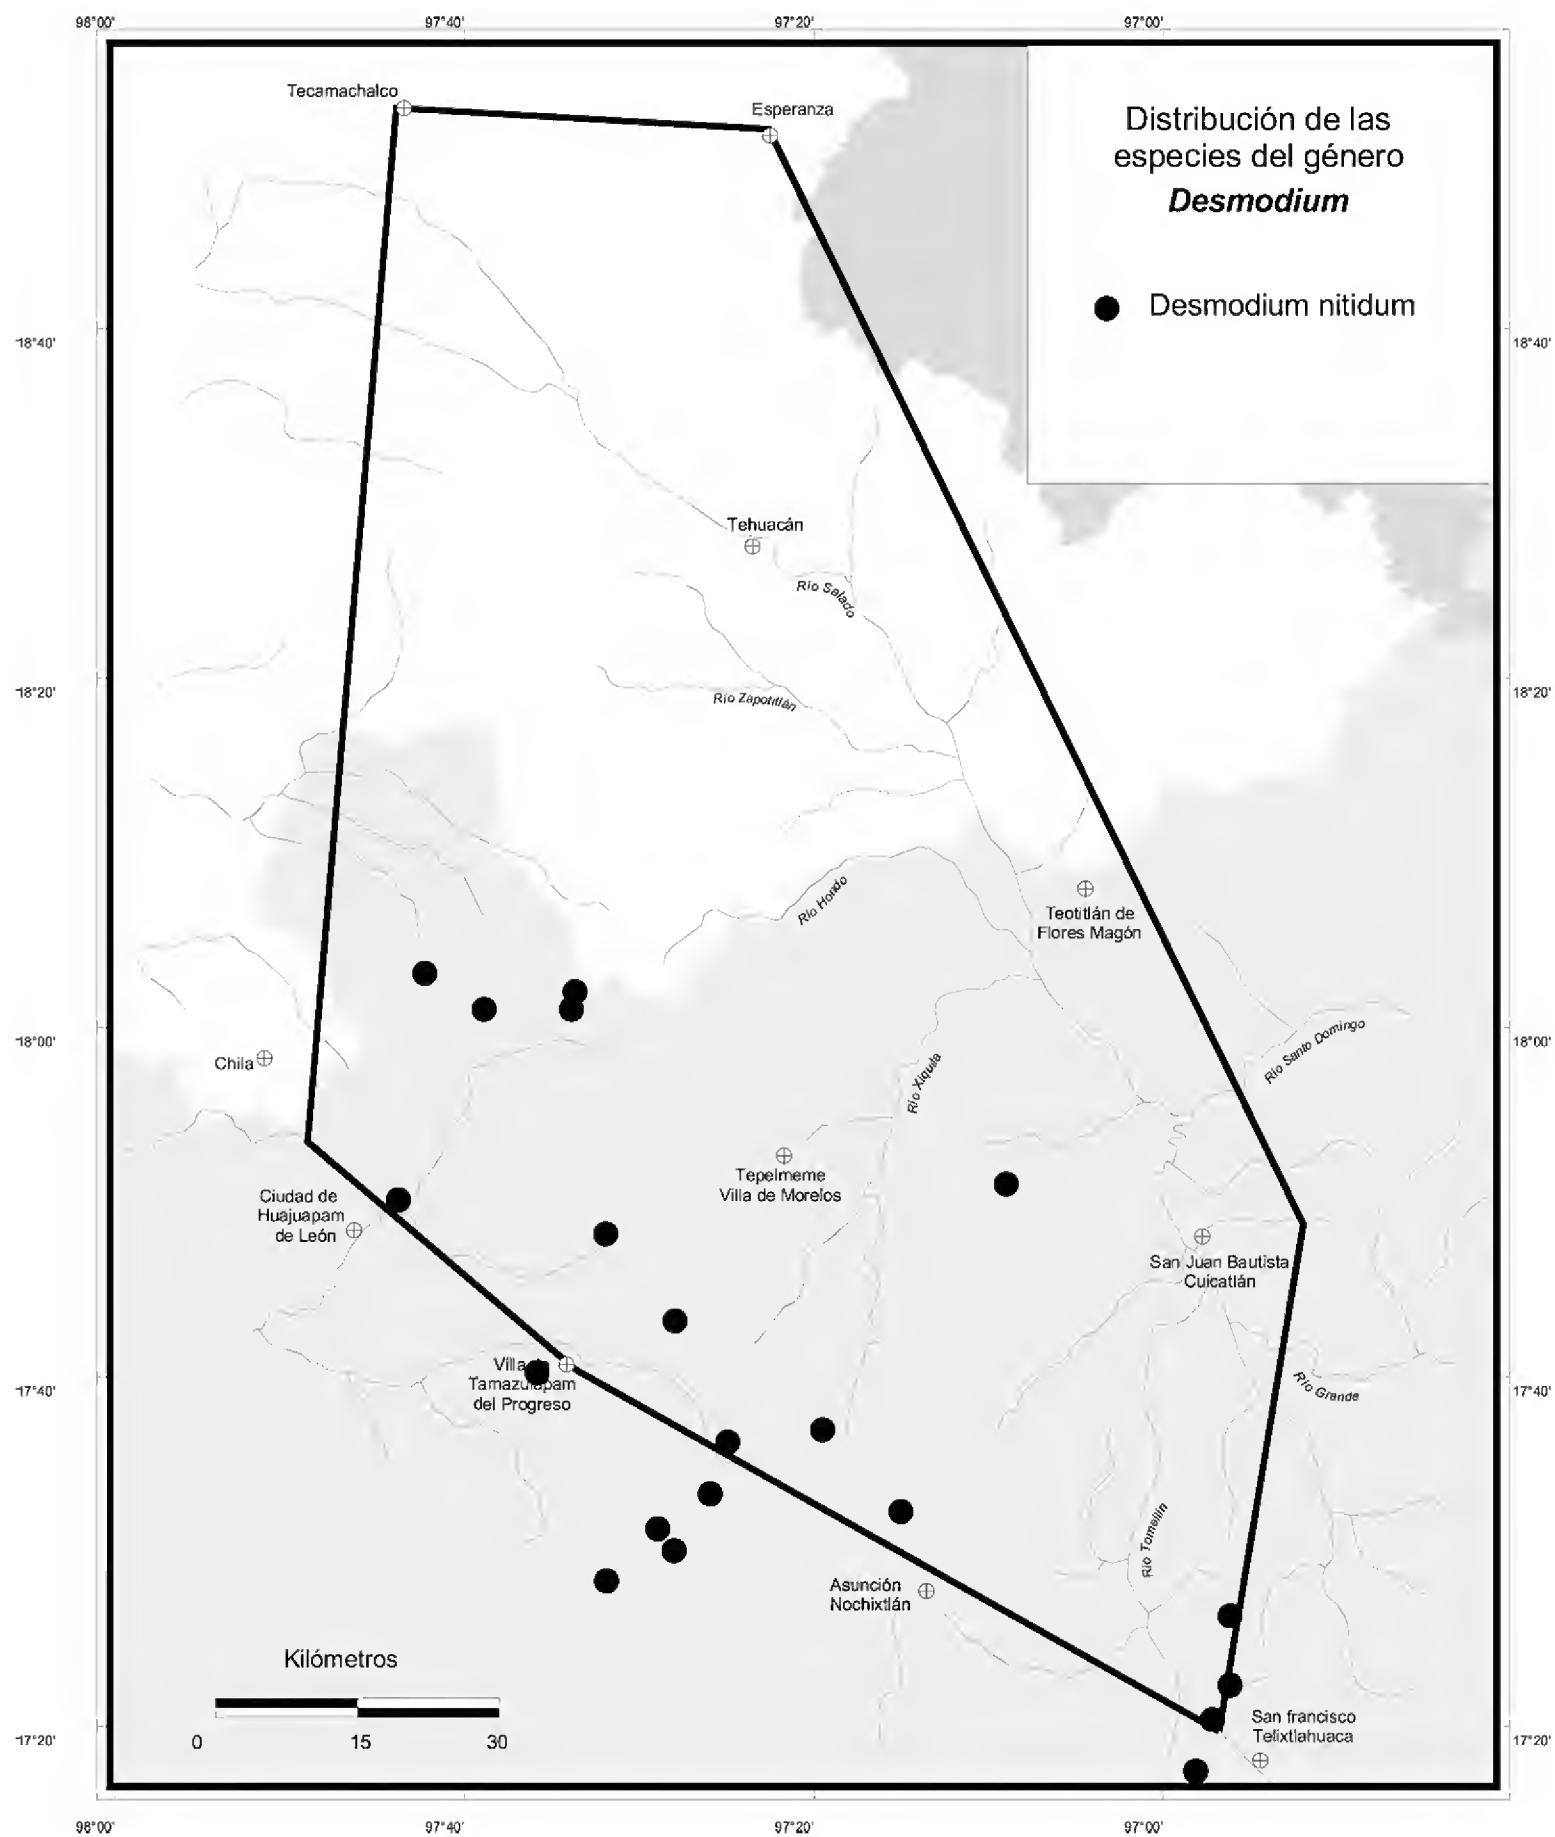 98°00'
97°40'
97°20'
97°00'
Tecamachalco
Esperanza
Distribución de las
especies del género
Desmodium
Desmodium nitidum
18°40'
18°40'
Tehuacán
Río Salado
18°20'
18°20'
Río Zapotitlán
Río Hondo
Teotitlán de
Flores Magón
18°00'
18°00'
Chila
Río Santo Domingo
Río Xiquila
Tepelmeme
Villa de Morelos
Ciudad de
Huajuapam
de León
San Juan Bautista
Cuicatlán
Villa
Tamazulapam
del Progreso
17°40'
17°40'
Río Grande
Río Tomellín
Asunción
Nochixtlán
Kilómetros
0
15
30
San francisco
Telixtlahuaca
17°20'
17°20'
98°00'
97°40'
97°20'
97°00'